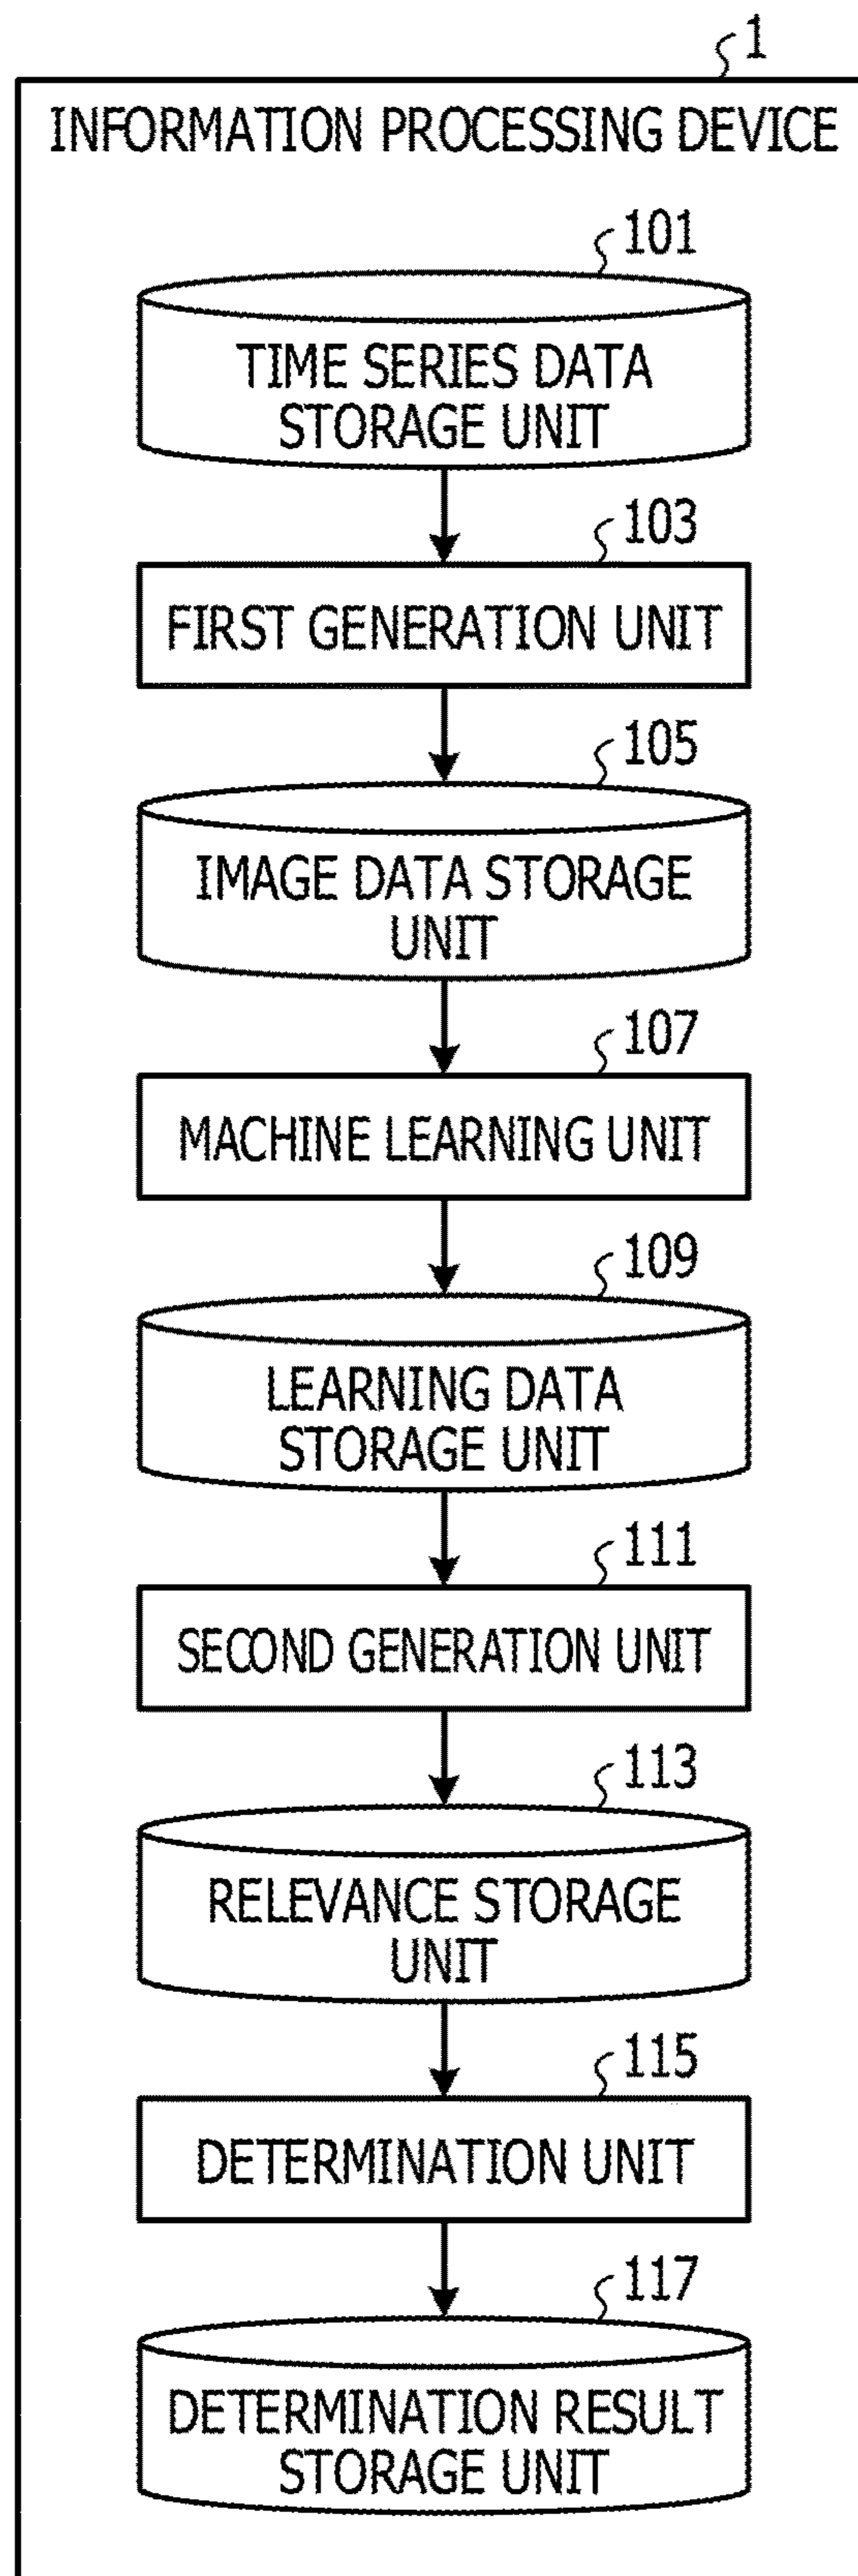 1
INFORMATION PROCESSING DEVICE
101
TIME SERIES DATA
STORAGE UNIT
103
FIRST GENERATION UNIT
105
IMAGE DATA STORAGE
UNIT
107
MACHINE LEARNING UNIT
109
LEARNING DATA
STORAGE UNIT
111
SECOND GENERATION UNIT
113
RELEVANCE STORAGE
UNIT
115
DETERMINATION UNIT
117
DETERMINATION RESULT
STORAGE UNIT